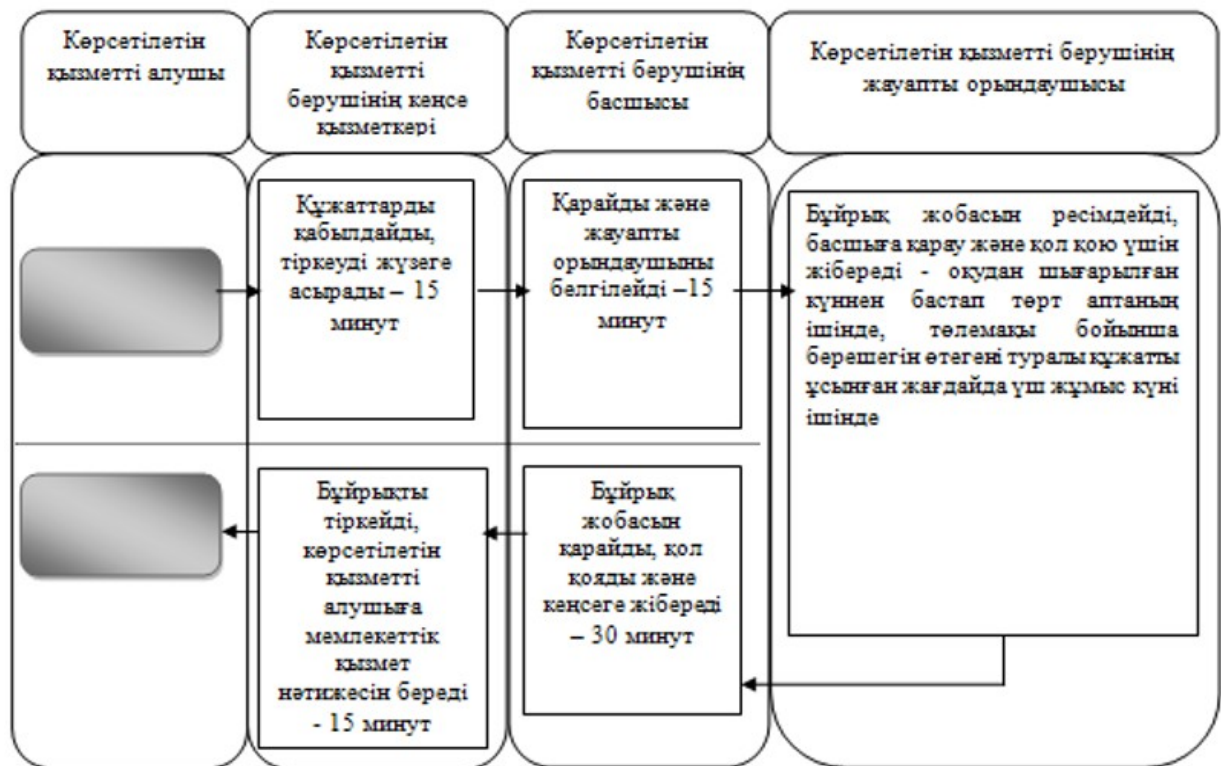 Көрсетілетін
қызметті алушы
Көрсетілетін
қызметті
берушінің кеңсе
қызметкері
Көрсетілетін
қызметті берушінің
басшысы
Көрсетілетін қызметті берушінің
жауапты орындаушысы
Құжаттарды
қабылдайды,
тіркеуді жүзеге
асырады – 15
минут
Қарайды және
жауапты
орындаушыны
белгілейді –15
минут
Бұйрық жобасын ресімдейді,
басшыға қарау және қол қою үшін
жібереді - оқудан шығарылған
күннен бастап төрт аптаның
ішінде, төлемақы бойынша
берешегін өтегені туралы құжатты
ұсынған жағдайда үш жұмыс күні
ішінде
Бұйрықты
тіркейді,
көрсетілетін
қызметті
алушыға
мемлекеттік
қызмет
нәтижесін береді
- 15 минут
Бұйрық
жобасын
қарайды, қол
қояды және
кеңсеге жібереді
– 30 минут